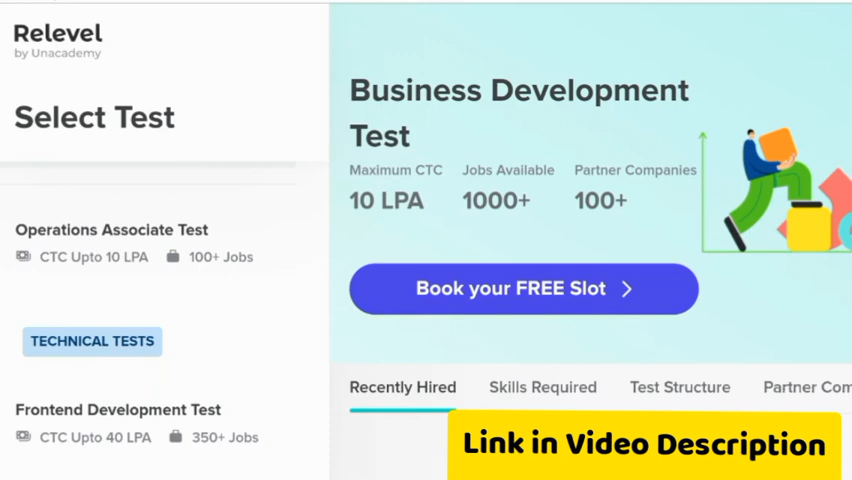 Relevel
by Unacademy
Select Test
Operations Associate Test
CTC Upto 10 LPA 100+ Jobs
TECHNICAL TESTS
Frontend Development Test
CTC Upto 40 LPA 350+ Jobs
Business Development
Test
Maximum CTC Jobs Available Partner Companies
10 LPA 1000+ 100+
Book your FREE Slot
Recently Hired Skills Required Test Structure Partner Com
Link in Video Description